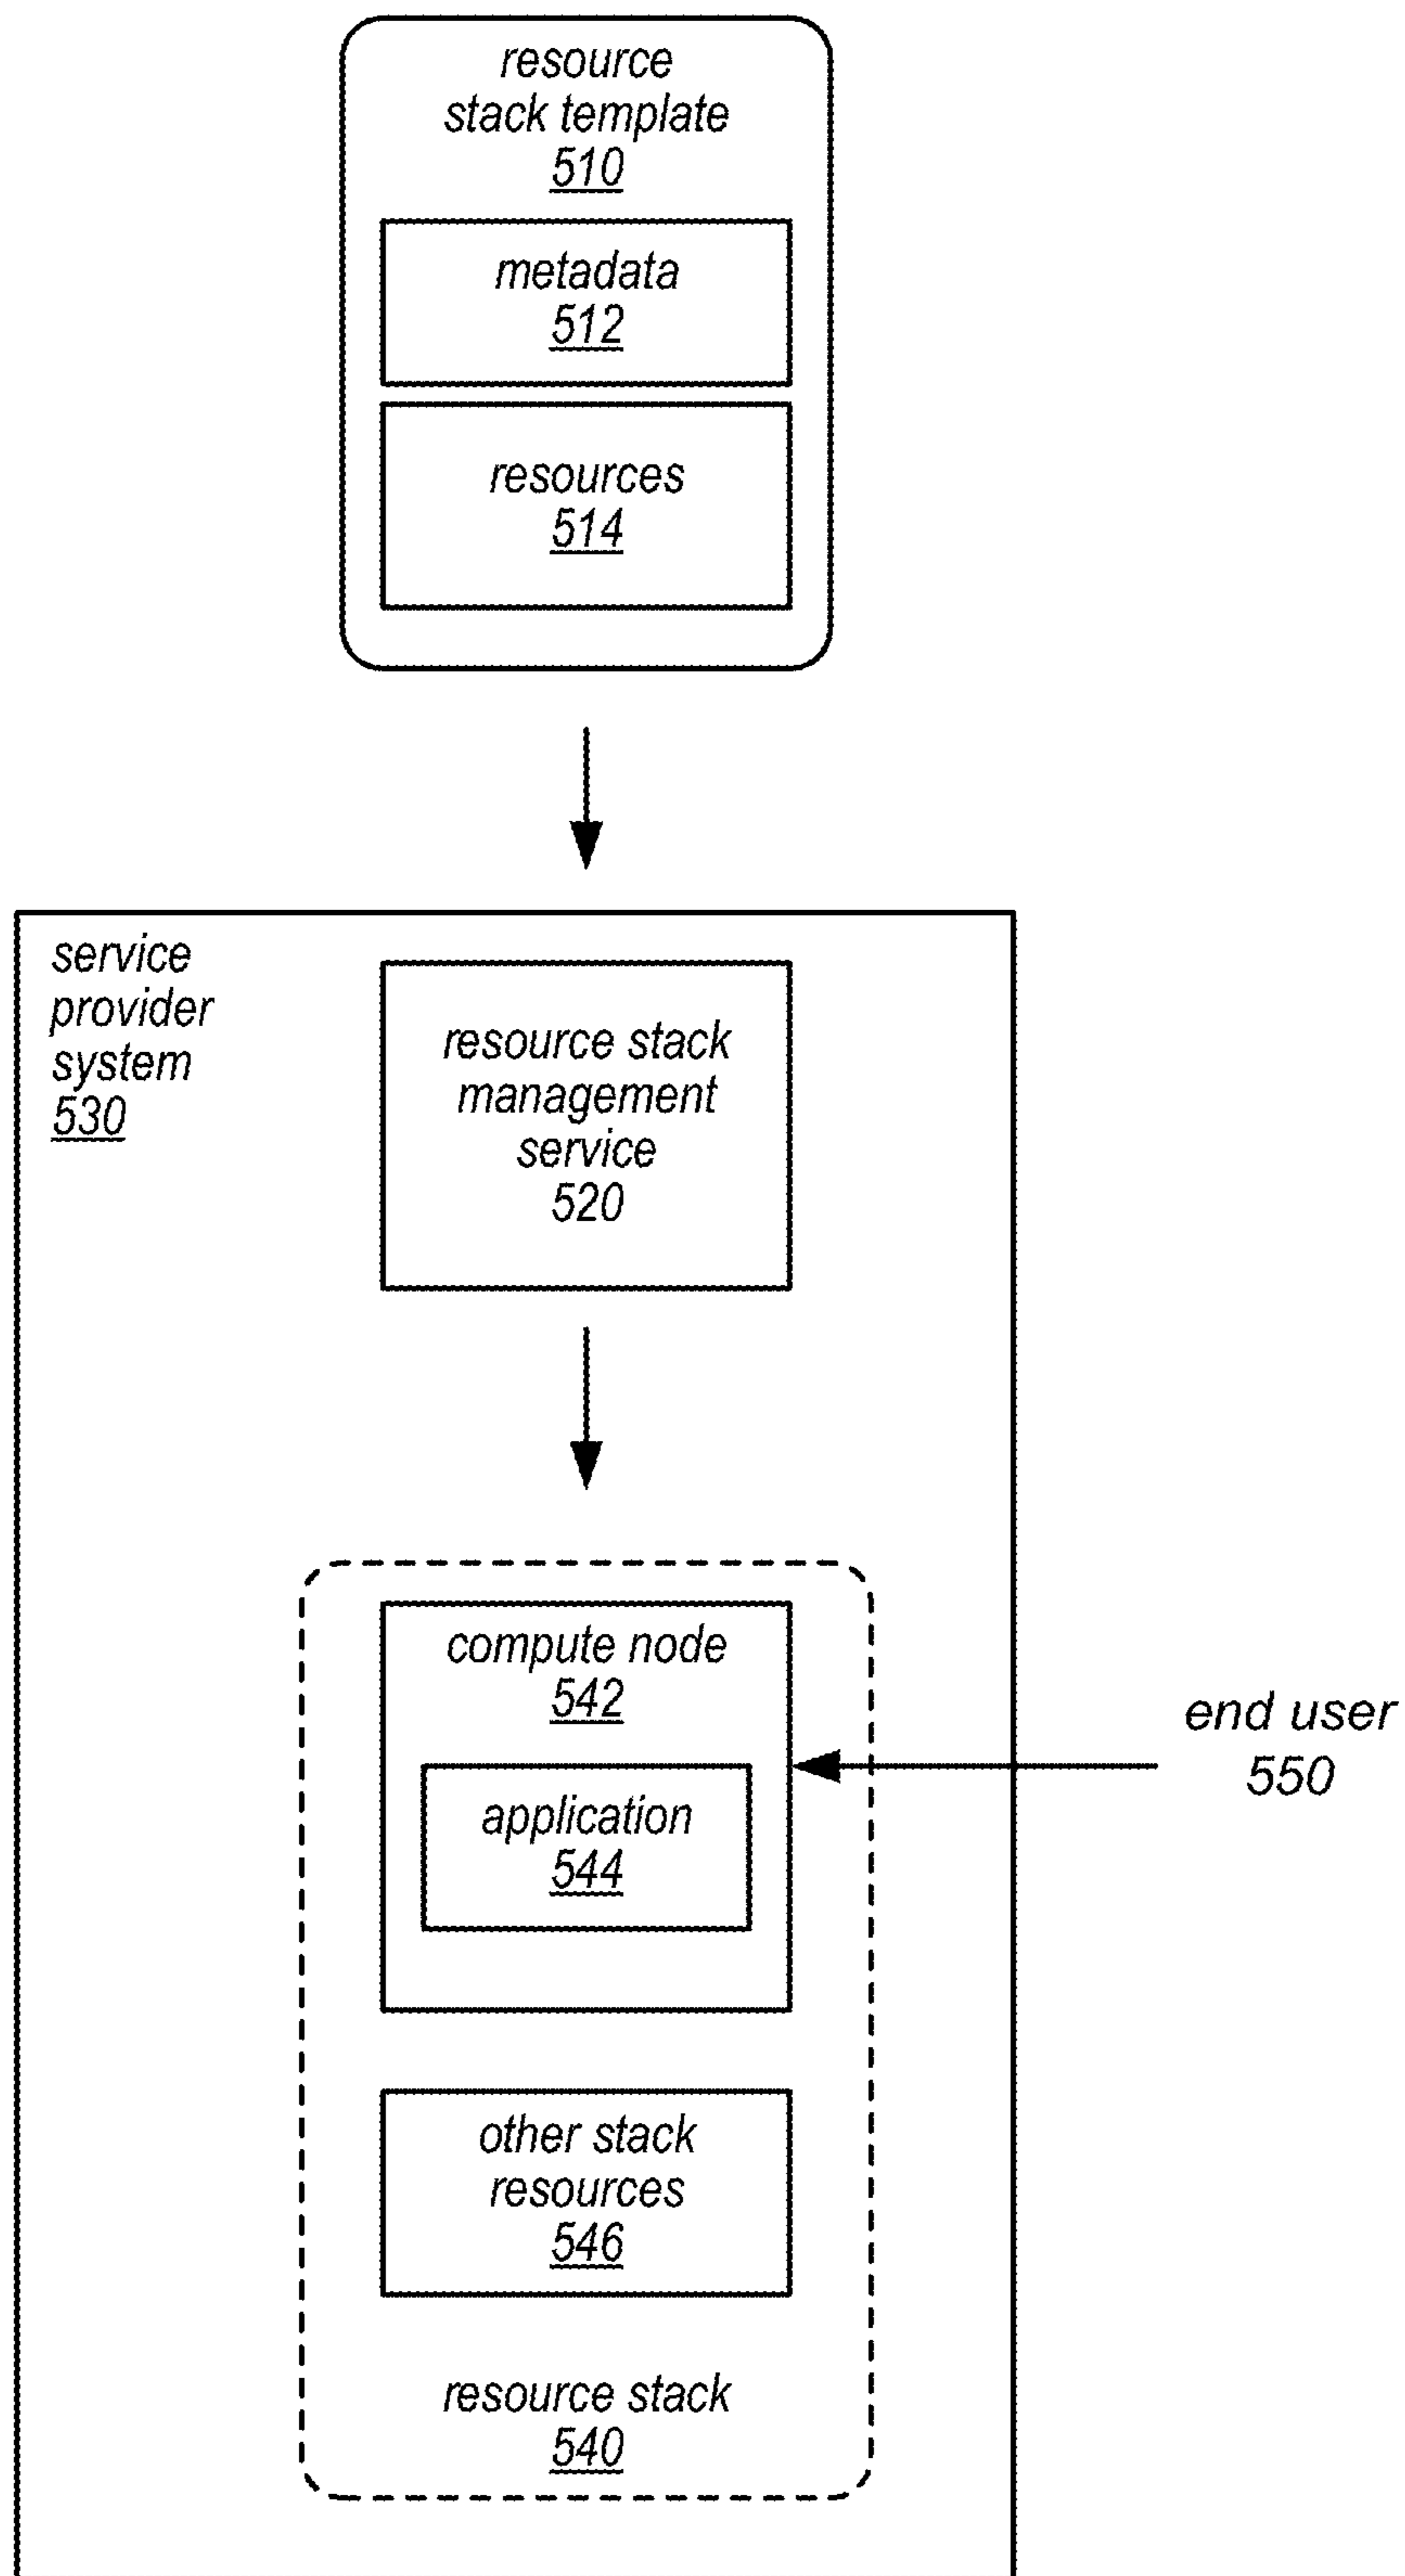 resource
stack template
510
metadata
512
resources
514
service
provider
system
530
resource stack
management
service
520
compute node
542
application
544
end user
550
other stack
resources
546
resource stack
540